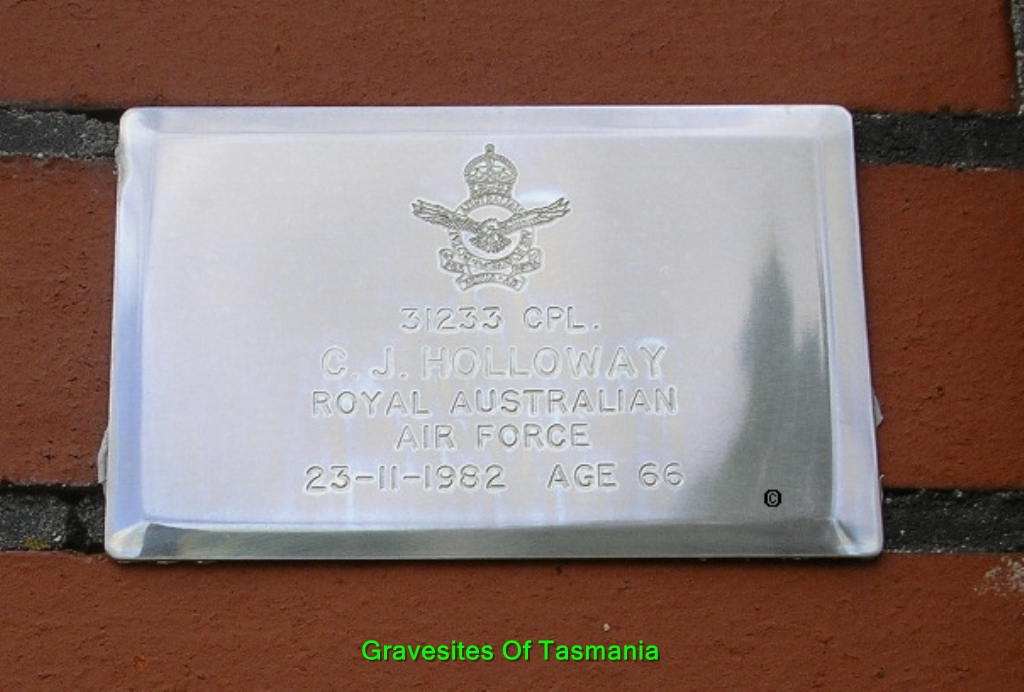 31233 CPL.
C. J. HOLLOWAY
ROYAL AUSTRALIAN
AIR FORCE
23-11-1982 AGE 66
©
Gravesites Of Tasmania